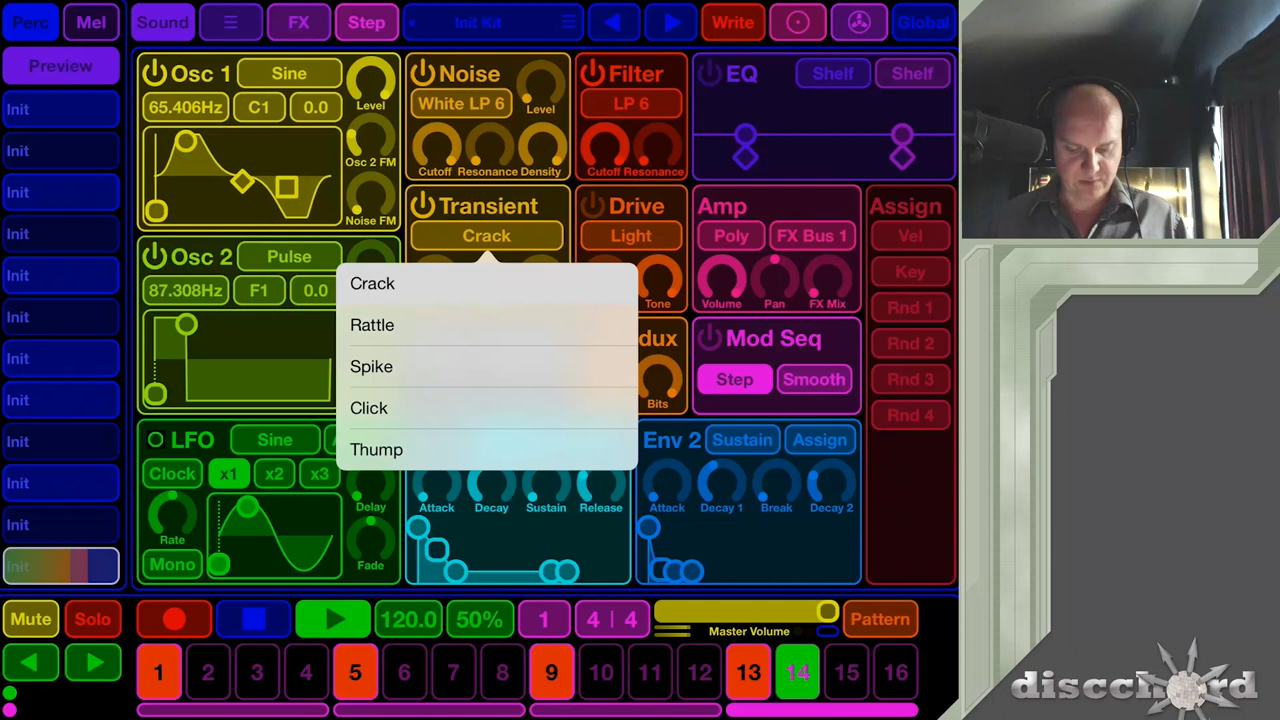 Perc Mel Sound FX Step Init Kit Write Global
Preview
Init
Init
Init
Init
Init
Init
Init
Init
Init
Init
Init
Init
Osc 1 Sine
65.406Hz C1 0.0
Level
Osc 2 FM
Noise FM
Noise
White LP 6 Level
Cutoff Resonance Density
Filter
LP 6
Cutoff Resonance
EQ Shelf Shelf
Transient
Crack
Drive
Light
Tone
Amp
Poly FX Bus 1
Volume Pan FX Mix
Assign
Vel
Key
Rnd 1
Rnd 2
Rnd 3
Rnd 4
Osc 2 Pulse
87.308Hz F1 0.0
Crack
Rattle
Spike
Click
Thump
dux
Bits
Mod Seq
Step Smooth
LFO Sine
Clock x1 x2 x3
Rate
Mono
Delay
Fade
Attack Decay Sustain Release
Env 2 Sustain Assign
Attack Decay 1 Break Decay 2
Mute Solo 120.0 50% 1 4 | 4 Master Volume Pattern
1 2 3 4 5 6 7 8 9 10 11 12 13 14 15 16
discchord